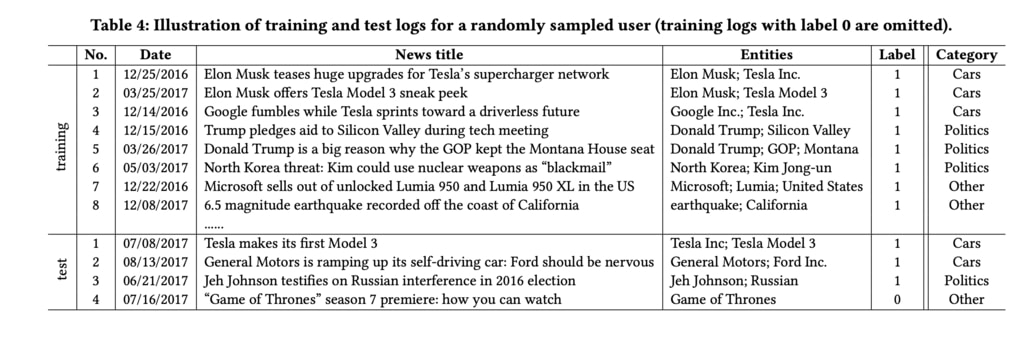 Table 4: Illustration of training and test logs for a randomly sampled user (training logs with label 0 are omitted).
No. Date News title Entities Label Category
training
1 12/25/2016 Elon Musk teases huge upgrades for Tesla's supercharger network Elon Musk; Tesla Inc. 1 Cars
2 03/25/2017 Elon Musk offers Tesla Model 3 sneak peek Elon Musk; Tesla Model 3 1 Cars
3 12/14/2016 Google fumbles while Tesla sprints toward a driverless future Google Inc.; Tesla Inc. 1 Cars
4 12/15/2016 Trump pledges aid to Silicon Valley during tech meeting Donald Trump; Silicon Valley 1 Politics
5 03/26/2017 Donald Trump is a big reason why the GOP kept the Montana House seat Donald Trump; GOP; Montana 1 Politics
6 05/03/2017 North Korea threat: Kim could use nuclear weapons as “blackmail” North Korea; Kim Jong-un 1 Politics
7 12/22/2016 Microsoft sells out of unlocked Lumia 950 and Lumia 950 XL in the US Microsoft; Lumia; United States 1 Other
8 12/08/2017 6.5 magnitude earthquake recorded off the coast of California earthquake; California 1 Other
......
test
1 07/08/2017 Tesla makes its first Model 3 Tesla Inc; Tesla Model 3 1 Cars
2 08/13/2017 General Motors is ramping up its self-driving car: Ford should be nervous General Motors; Ford Inc. 1 Cars
3 06/21/2017 Jeh Johnson testifies on Russian interference in 2016 election Jeh Johnson; Russian 1 Politics
4 07/16/2017 “Game of Thrones” season 7 premiere: how you can watch Game of Thrones 0 Other